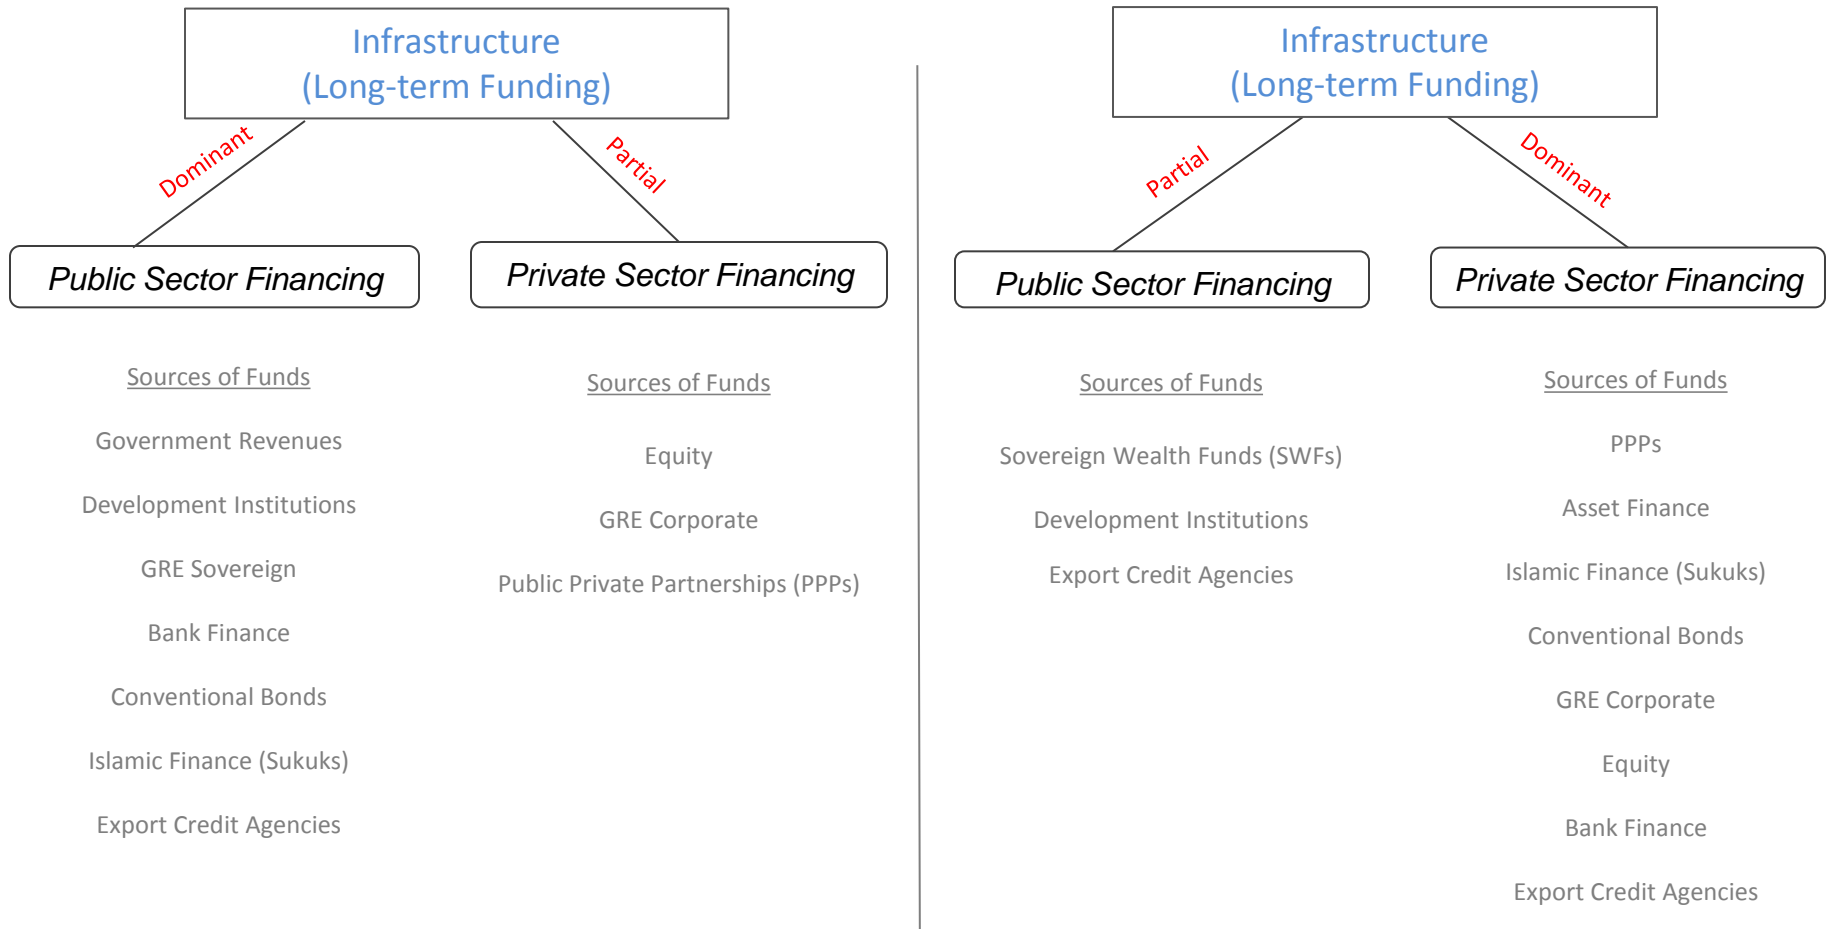 Infrastructure
(Long-term Funding)
Dominant
Partial
Public Sector Financing
Private Sector Financing
Sources of Funds
Government Revenues
Development Institutions
GRE Sovereign
Bank Finance
Conventional Bonds
Islamic Finance (Sukuks)
Export Credit Agencies
Sources of Funds
Equity
GRE Corporate
Public Private Partnerships (PPPs)
Infrastructure
(Long-term Funding)
Partial
Dominant
Public Sector Financing
Private Sector Financing
Sources of Funds
Sovereign Wealth Funds (SWFs)
Development Institutions
Export Credit Agencies
Sources of Funds
PPPs
Asset Finance
Islamic Finance (Sukuks)
Conventional Bonds
GRE Corporate
Equity
Bank Finance
Export Credit Agencies